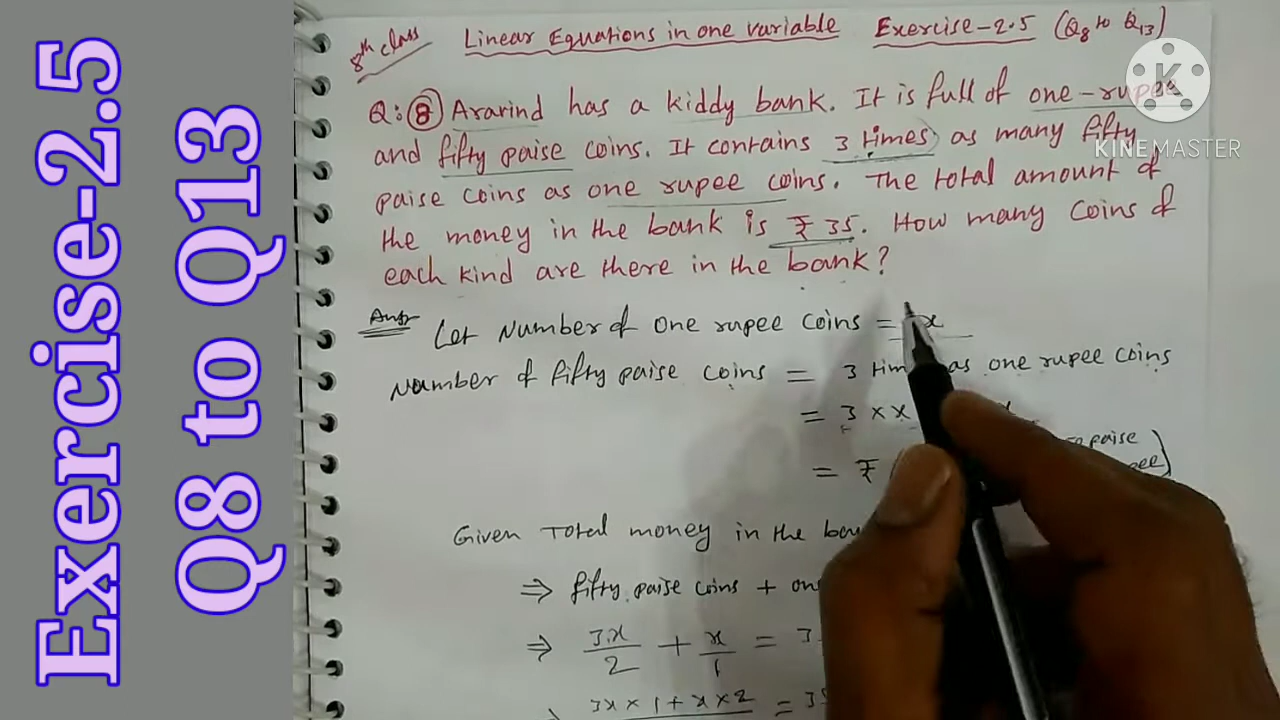 Exercise-2.5
Q8 to Q13
8th class Linear Equations in one variable Exercise-2.5 (Q8 to Q13)
KINEMASTER
Q: 8 Ararind has a kiddy bank. It is full of one-rupee
and fifty paise coins. It contains 3 times as many fifty
paise coins as one rupee coins. The total amount of
the money in the bank is ₹ 35. How many coins of
each kind are there in the bank?
Ans: Let Number of one rupee coins = x
Number of fifty paise coins = 3 as one rupee coins
= 3 × x
paise
= ₹
Given Total money in the
⇒ fifty paise coins +
⇒ 3x/2 + x/1 =
⇒ 3x × 1 + x × 2 =